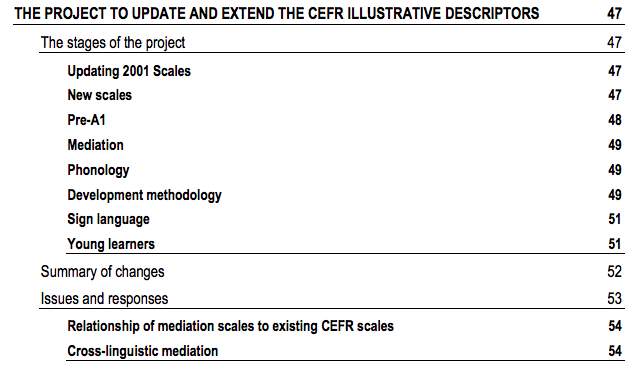 THE PROJECT TO UPDATE AND EXTEND THE CEFR ILLUSTRATIVE DESCRIPTORS 47
The stages of the project 47
Updating 2001 Scales 47
New scales 47
Pre-A1 48
Mediation 49
Phonology 49
Development methodology 49
Sign language 51
Young learners 51
Summary of changes 52
Issues and responses 53
Relationship of mediation scales to existing CEFR scales 54
Cross-linguistic mediation 54